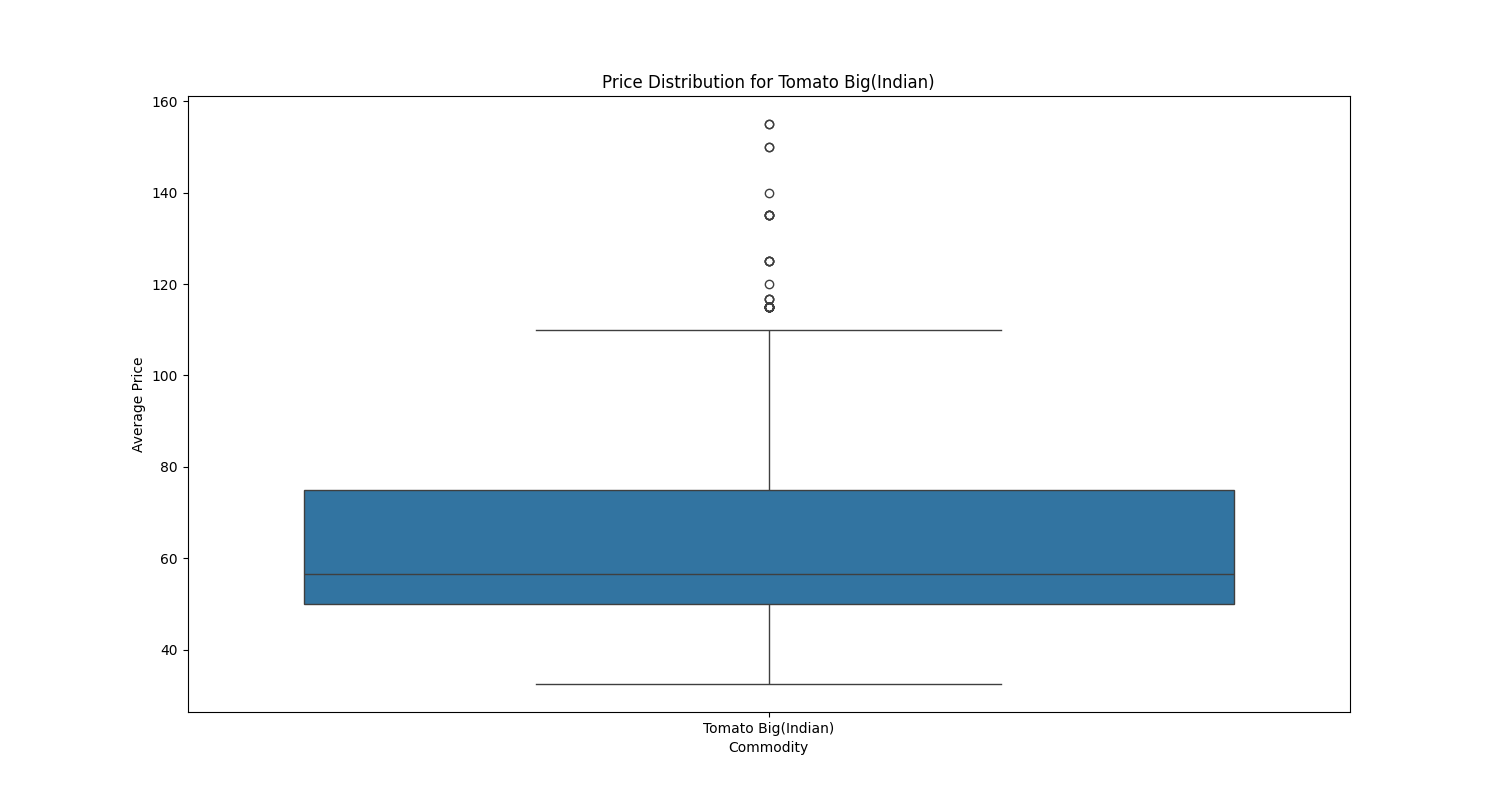 Price Distribution for Tomato Big(Indian)
160
140
120
100
80
60
40
Average Price
Tomato Big(Indian)
Commodity